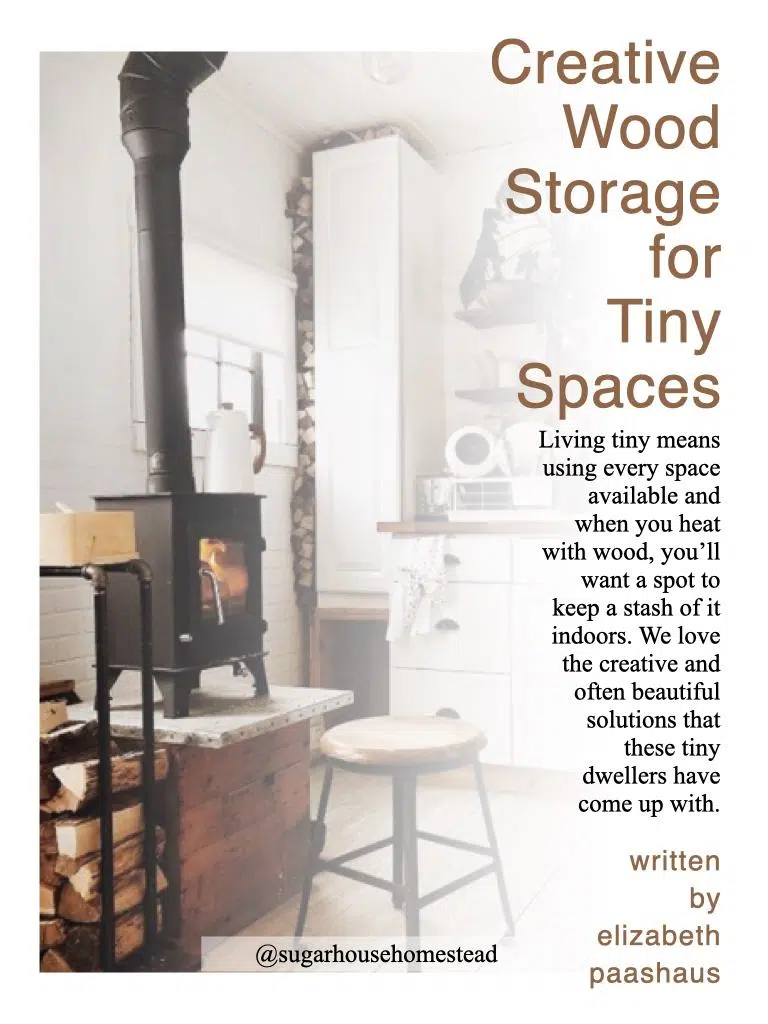 Creative
Wood
Storage
for
Tiny
Spaces
Living tiny means
using every space
available and
when you heat
with wood, you’ll
want a spot to
keep a stash of it
indoors. We love
the creative and
often beautiful
solutions that
these tiny
dwellers have
come up with.
written
by
elizabeth
paashaus
@sugarhousehomestead